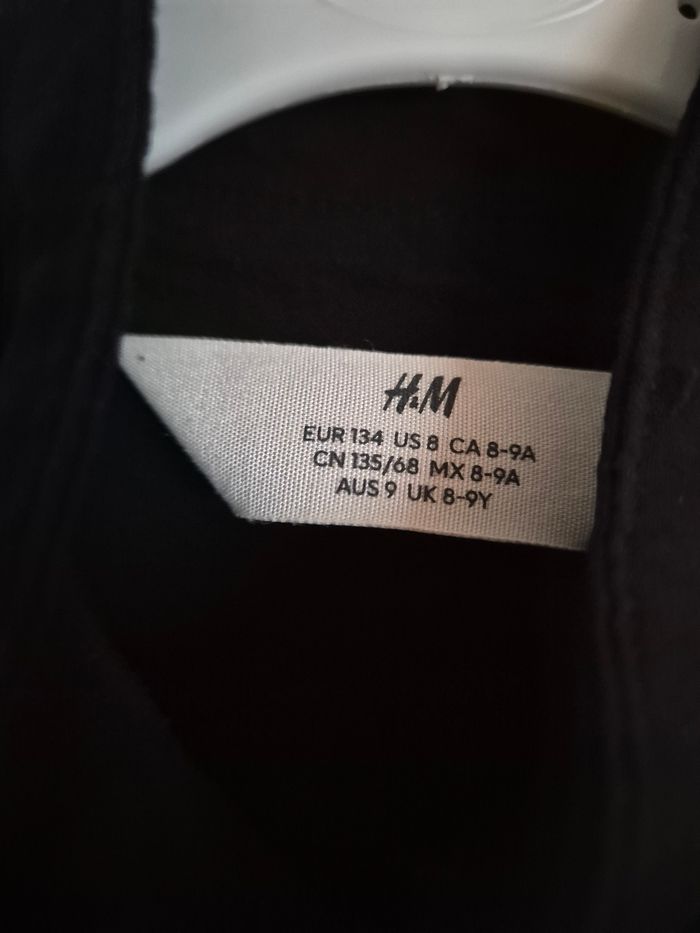 H&M
EUR 134 US 8 CA 8-9A
CN 135/68 MX 8-9A
AUS 9 UK 8-9Y